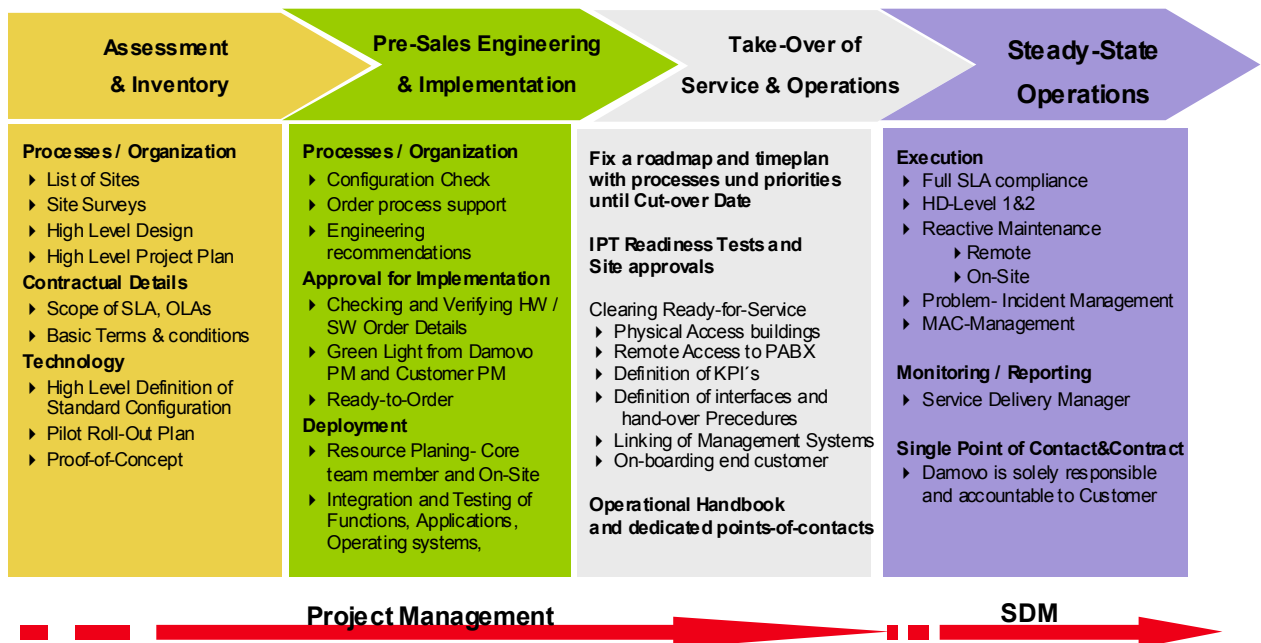 Assessment
& Inventory
Pre-Sales Engineering
& Implementation
Take-Over of
Service & Operations
Steady-State
Operations
Processes / Organization
List of Sites
Site Surveys
High Level Design
High Level Project Plan
Contractual Details
Scope of SLA, OLAs
Basic Terms & conditions
Technology
High Level Definition of
Standard Configuration
Pilot Roll-Out Plan
Proof-of-Concept
Processes / Organization
Configuration Check
Order process support
Engineering
recommendations
Approval for Implementation
Checking and Verifying HW /
SW Order Details
Green Light from Damovo
PM and Customer PM
Ready-to-Order
Deployment
Resource Planing- Core
team member and On-Site
Integration and Testing of
Functions, Applications,
Operating systems,
Fix a roadmap and timeplan
with processes und priorities
until Cut-over Date
IPT Readiness Tests and
Site approvals
Clearing Ready-for-Service
Physical Access buildings
Remote Access to PABX
Definition of KPI´s
Definition of interfaces and
hand-over Precedures
Linking of Management Systems
On-boarding end customer
Operational Handbook
and dedicated points-of-contacts
Execution
Full SLA compliance
HD-Level 1&2
Reactive Maintenance
Remote
On-Site
Problem- Incident Management
MAC-Management
Monitoring / Reporting
Service Delivery Manager
Single Point of Contact&Contract
Damovo is solely responsible
and accountable to Customer
Project Management
SDM